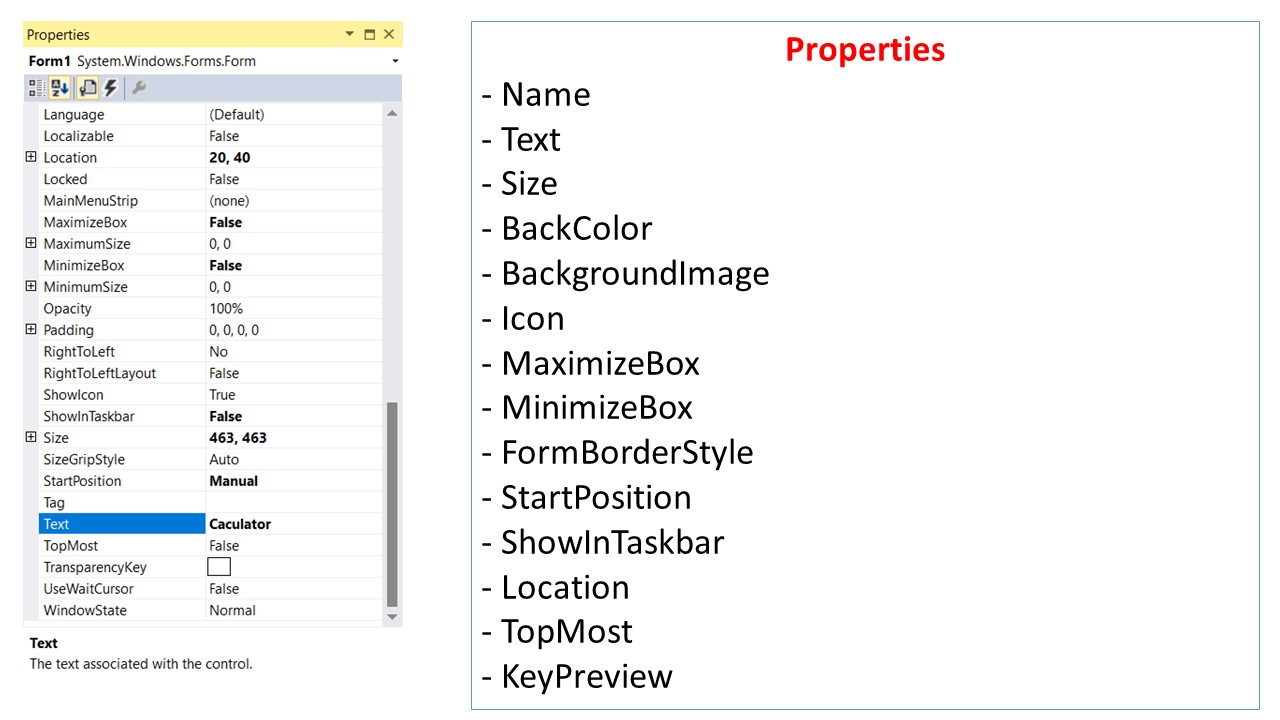 Properties
Form1 System.Windows.Forms.Form
Language (Default)
Localizable False
Location 20, 40
Locked False
MainMenuStrip (none)
MaximizeBox False
MaximumSize 0, 0
MinimizeBox False
MinimumSize 0, 0
Opacity 100%
Padding 0, 0, 0, 0
RightToLeft No
RightToLeftLayout False
ShowIcon True
ShowInTaskbar False
Size 463, 463
SizeGripStyle Auto
StartPosition Manual
Tag
Text Caculator
TopMost False
TransparencyKey
UseWaitCursor False
WindowState Normal
Text
The text associated with the control.
Properties
- Name
- Text
- Size
- BackColor
- BackgroundImage
- Icon
- MaximizeBox
- MinimizeBox
- FormBorderStyle
- StartPosition
- ShowInTaskbar
- Location
- TopMost
- KeyPreview